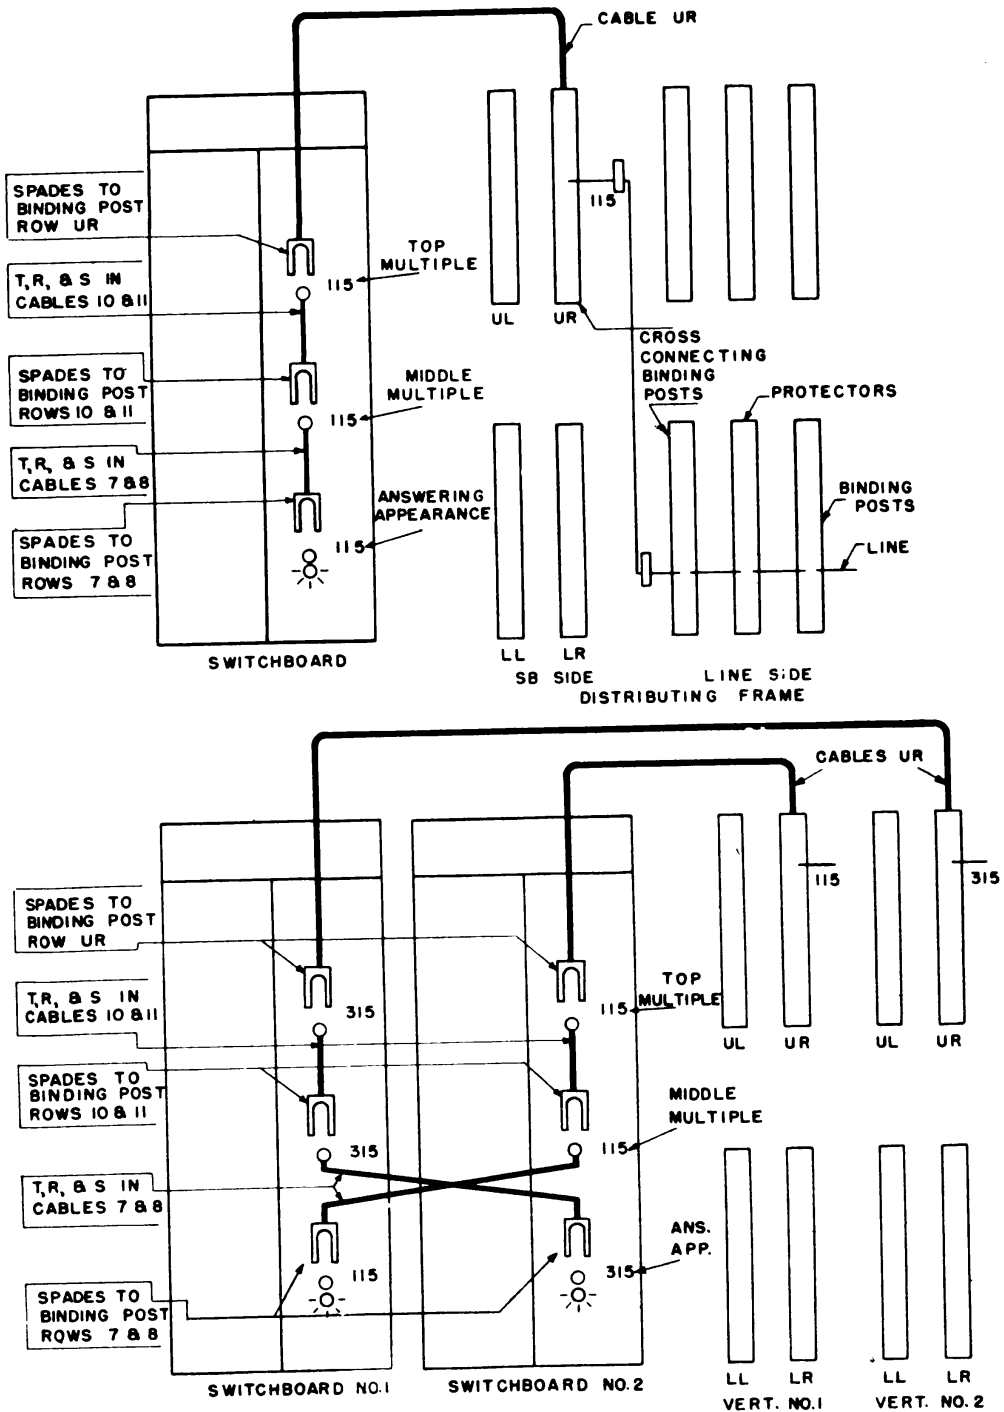 CABLE UR
SPADES TO
BINDING POST
ROW UR
115
TOP
MULTIPLE
115
T,R, & S IN
CABLES 10 & 11
UL
UR
CROSS
CONNECTING
BINDING
POSTS
PROTECTORS
SPADES TO
BINDING POST
ROWS 10 & 11
MIDDLE
MULTIPLE
115
T,R, & S IN
CABLES 7 & 8
ANSWERING
APPEARANCE
115
BINDING
POSTS
LINE
SPADES TO
BINDING POST
ROWS 7 & 8
SWITCHBOARD
LL
LR
SB SIDE
LINE SIDE
DISTRIBUTING FRAME
CABLES UR
115
315
SPADES TO
BINDING POST
ROW UR
T,R, & S IN
CABLES 10 & 11
315
115
TOP
MULTIPLE
UL
UR
UL
UR
SPADES TO
BINDING POST
ROWS 10 & 11
MIDDLE
MULTIPLE
315
115
T,R, & S IN
CABLES 7 & 8
ANS.
APP.
115
315
SPADES TO
BINDING POST
ROWS 7 & 8
SWITCHBOARD NO.1
SWITCHBOARD NO.2
LL
LR
LL
LR
VERT. NO.1
VERT. NO. 2